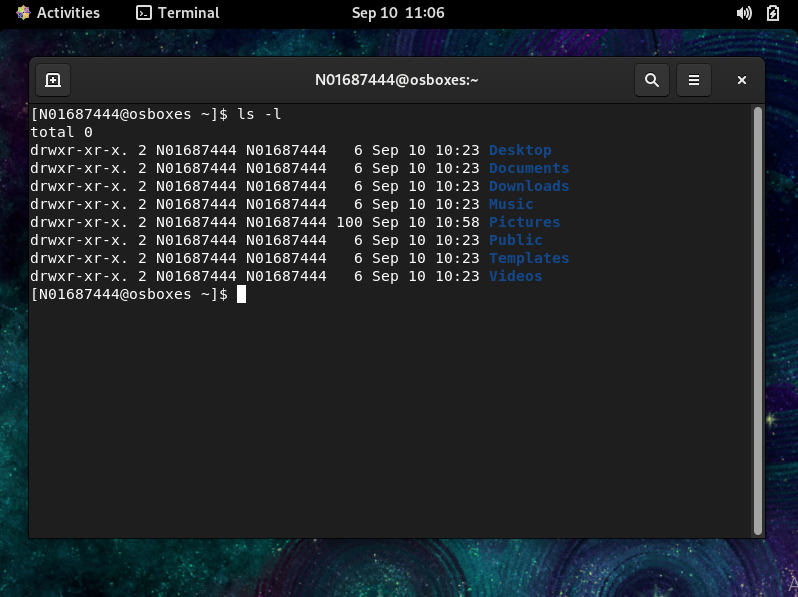 Activities Terminal Sep 10 11:06
N01687444@osboxes:~
[N01687444@osboxes ~]$ ls -l
total 0
drwxr-xr-x. 2 N01687444 N01687444   6 Sep 10 10:23 Desktop
drwxr-xr-x. 2 N01687444 N01687444   6 Sep 10 10:23 Documents
drwxr-xr-x. 2 N01687444 N01687444   6 Sep 10 10:23 Downloads
drwxr-xr-x. 2 N01687444 N01687444   6 Sep 10 10:23 Music
drwxr-xr-x. 2 N01687444 N01687444 100 Sep 10 10:58 Pictures
drwxr-xr-x. 2 N01687444 N01687444   6 Sep 10 10:23 Public
drwxr-xr-x. 2 N01687444 N01687444   6 Sep 10 10:23 Templates
drwxr-xr-x. 2 N01687444 N01687444   6 Sep 10 10:23 Videos
[N01687444@osboxes ~]$